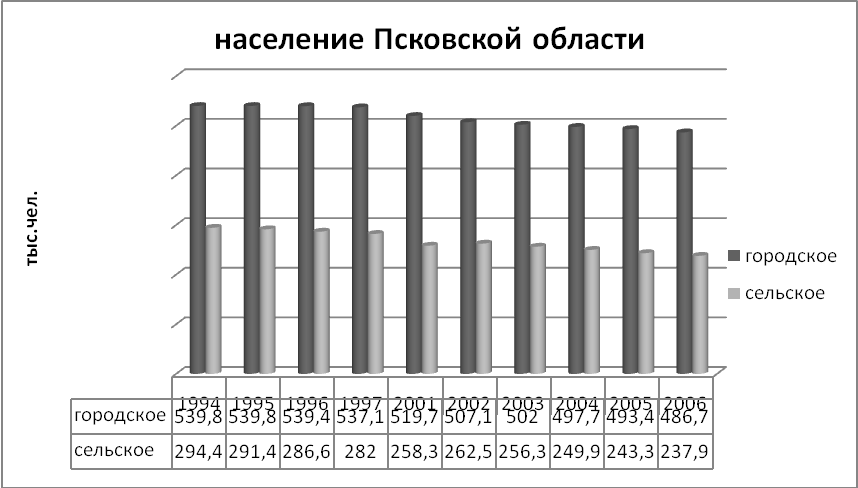 население Псковской области
тыс.чел.
городское
сельское
1994 1995 1996 1997 2001 2002 2003 2004 2005 2006
городское 539,8 539,8 539,4 537,1 519,7 507,1 502 497,7 493,4 486,7
сельское 294,4 291,4 286,6 282 258,3 262,5 256,3 249,9 243,3 237,9